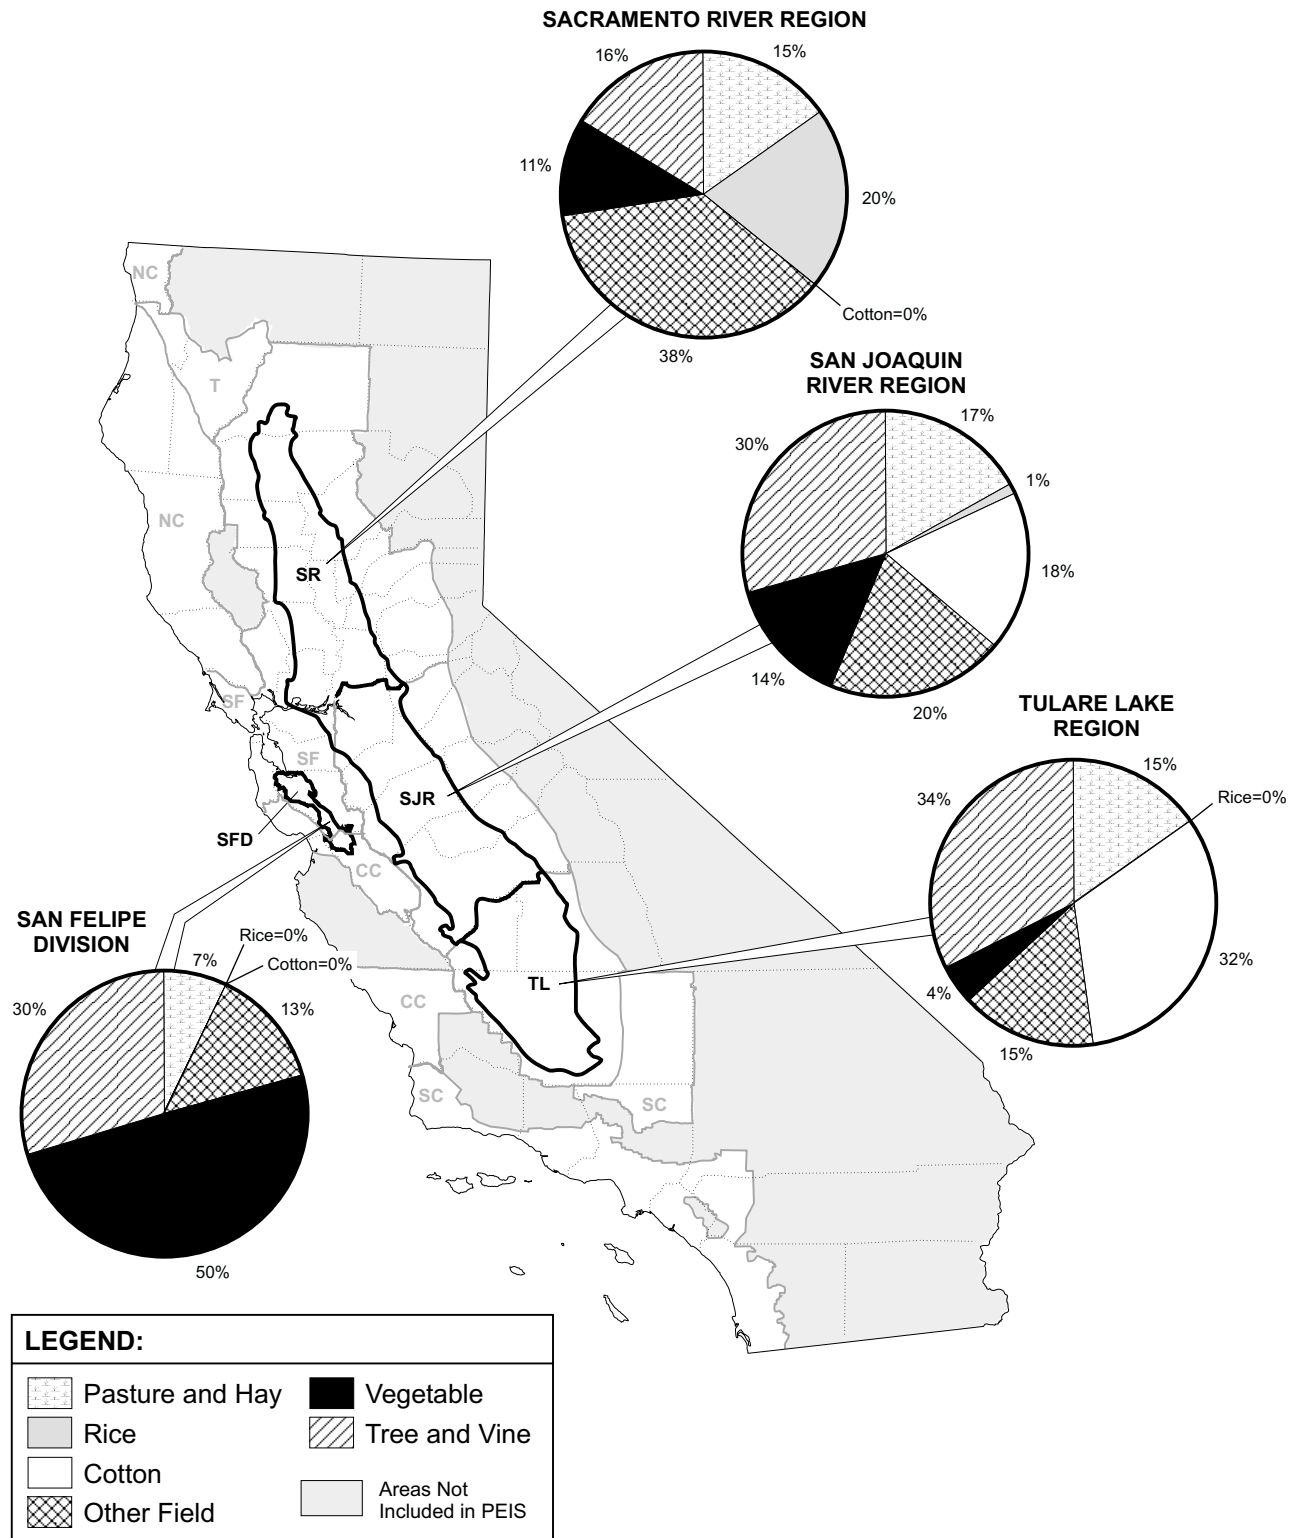 SACRAMENTO RIVER REGION
16%
15%
11%
20%
Cotton=0%
38%
SAN JOAQUIN
RIVER REGION
30%
17%
1%
18%
14%
20%
TULARE LAKE
REGION
34%
15%
Rice=0%
32%
4%
15%
SAN FELIPE
DIVISION
7%
Rice=0%
Cotton=0%
30%
13%
50%
NC
T
NC
SR
SF
SF
SJR
SFD
CC
TL
CC
SC
SC
LEGEND:
Pasture and Hay
Rice
Cotton
Other Field
Vegetable
Tree and Vine
Areas Not
Included in PEIS